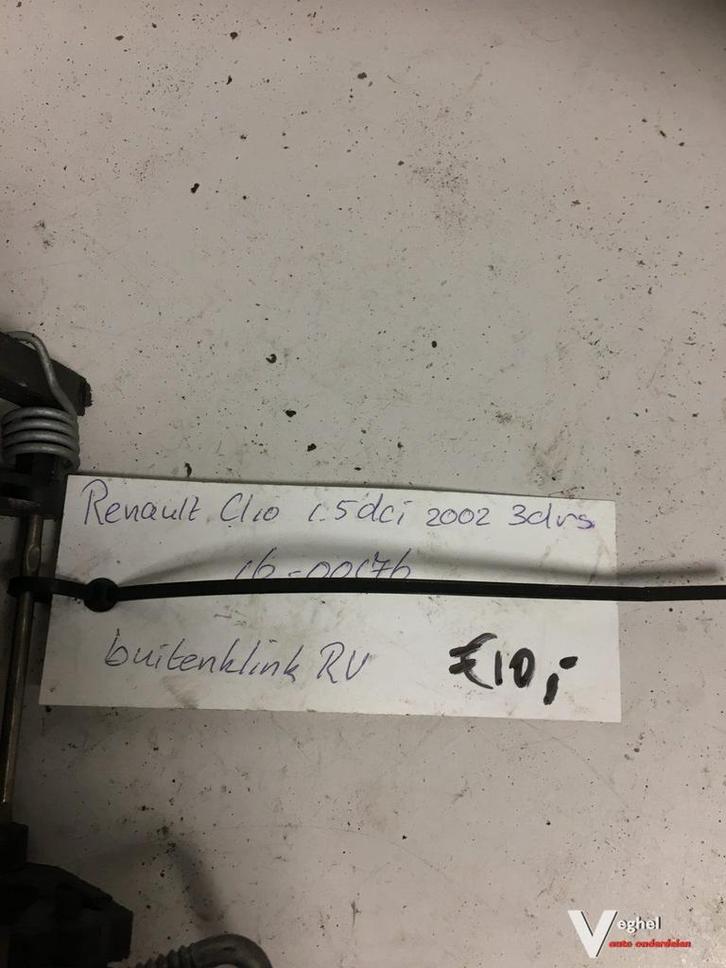 Renault Clio 1.5dci 2002 3drs
16-00176
buitenklink RV €10,-
Veghel
auto onderdelen